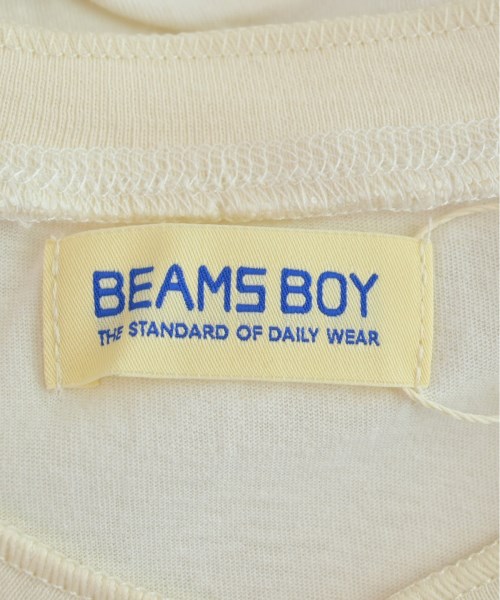 BEAMS BOY
THE STANDARD OF DAILY WEAR